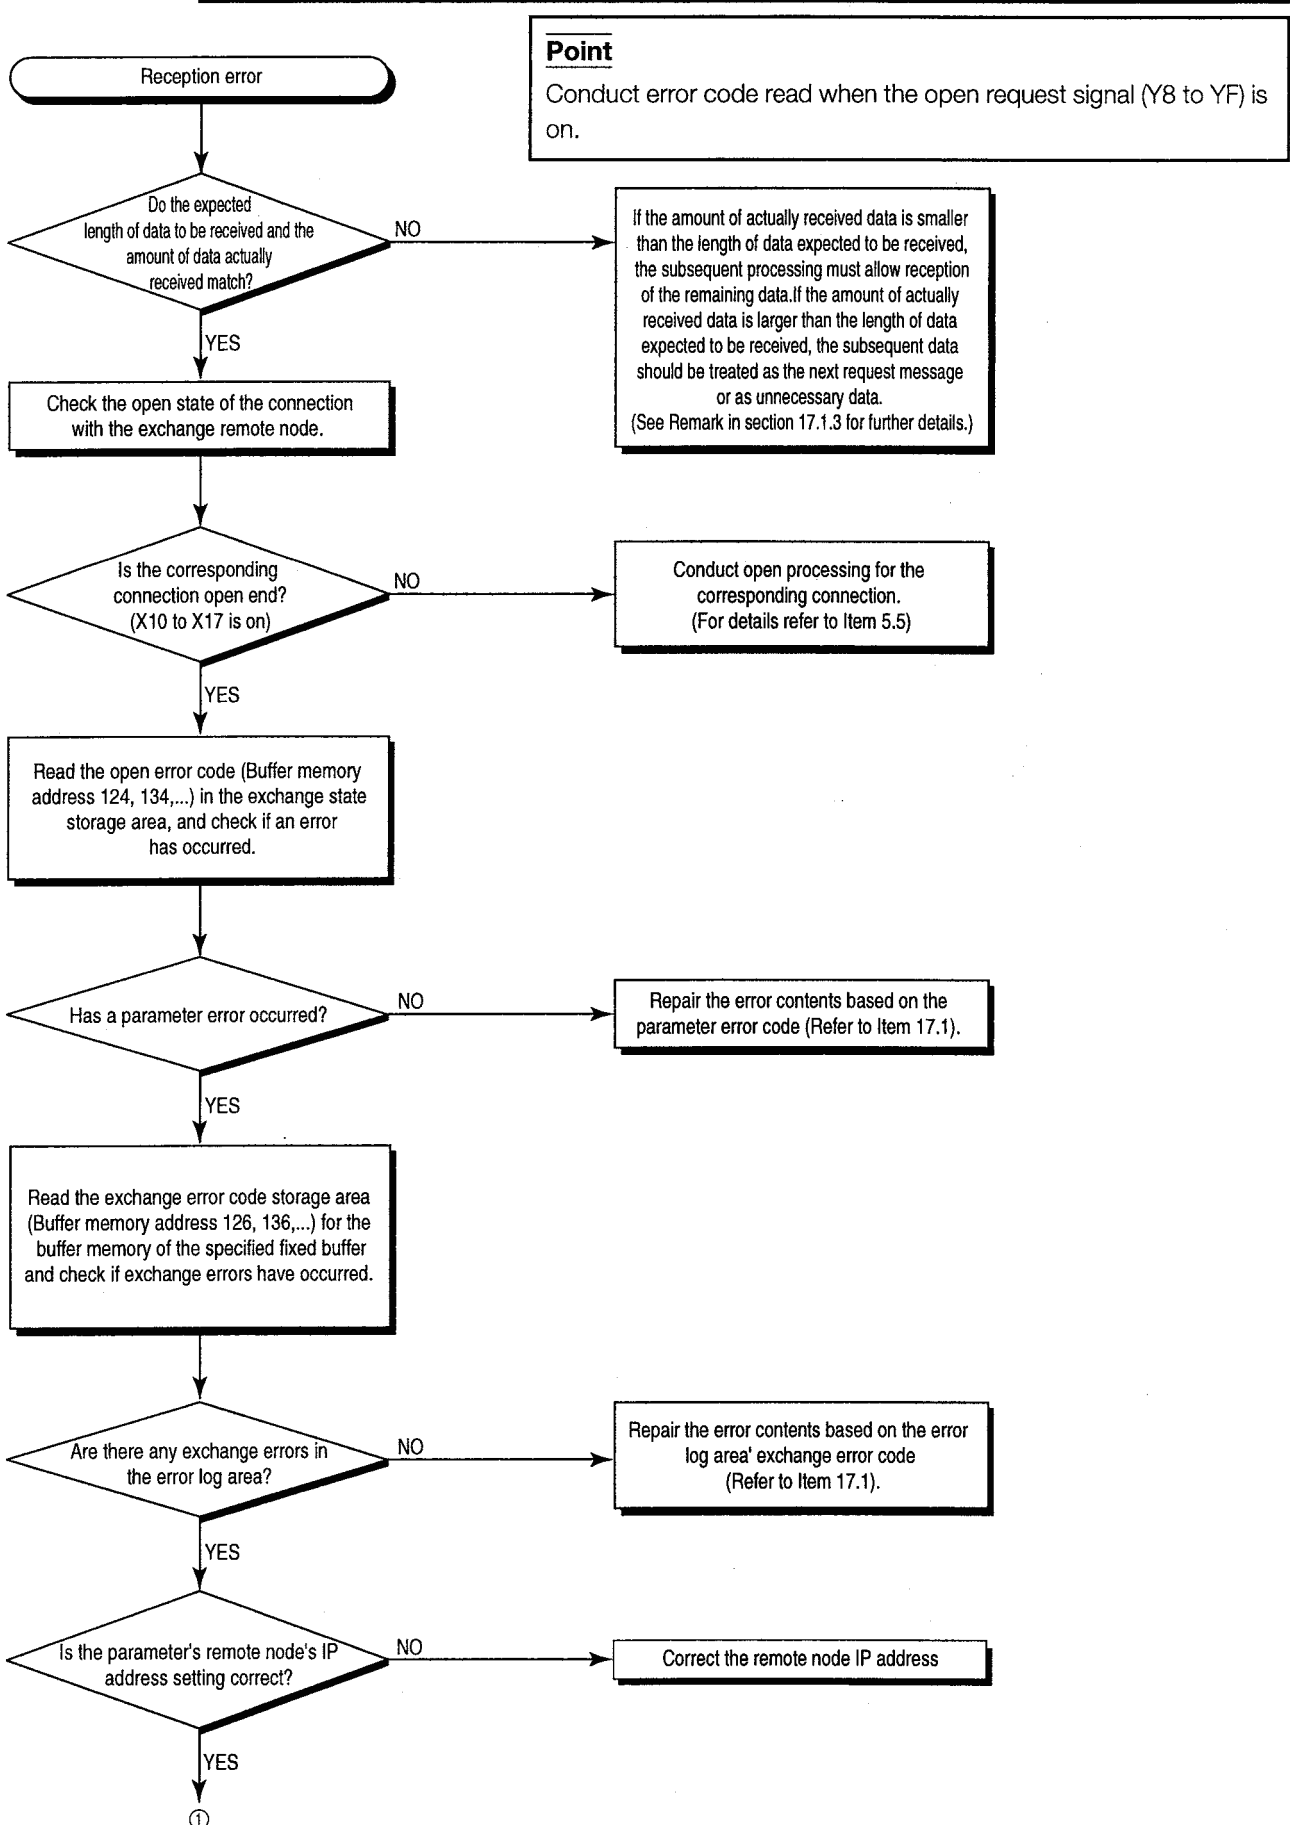 Point
Conduct error code read when the open request signal (Y8 to YF) is
on.
Reception error
Do the expected
length of data to be received and the
amount of data actually
received match?
NO
If the amount of actually received data is smaller
than the length of data expected to be received,
the subsequent processing must allow reception
of the remaining data.If the amount of actually
received data is larger than the length of data
expected to be received, the subsequent data
should be treated as the next request message
or as unnecessary data.
(See Remark in section 17.1.3 for further details.)
YES
Check the open state of the connection
with the exchange remote node.
Is the corresponding
connection open end?
(X10 to X17 is on)
NO
Conduct open processing for the
corresponding connection.
(For details refer to Item 5.5)
YES
Read the open error code (Buffer memory
address 124, 134,...) in the exchange state
storage area, and check if an error
has occurred.
Has a parameter error occurred?
NO
Repair the error contents based on the
parameter error code (Refer to Item 17.1).
YES
Read the exchange error code storage area
(Buffer memory address 126, 136,...) for the
buffer memory of the specified fixed buffer
and check if exchange errors have occurred.
Are there any exchange errors in
the error log area?
NO
Repair the error contents based on the error
log area' exchange error code
(Refer to Item 17.1).
YES
Is the parameter's remote node's IP
address setting correct?
NO
Correct the remote node IP address
YES
①